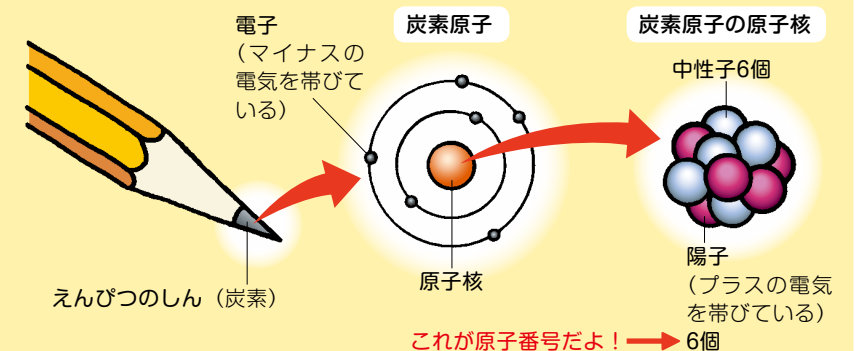 電子
（マイナスの
電気を帯びて
いる）
炭素原子
炭素原子の原子核
中性子6個
えんぴつのしん（炭素）
原子核
陽子
（プラスの電気
を帯びている）
これが原子番号だよ！
6個